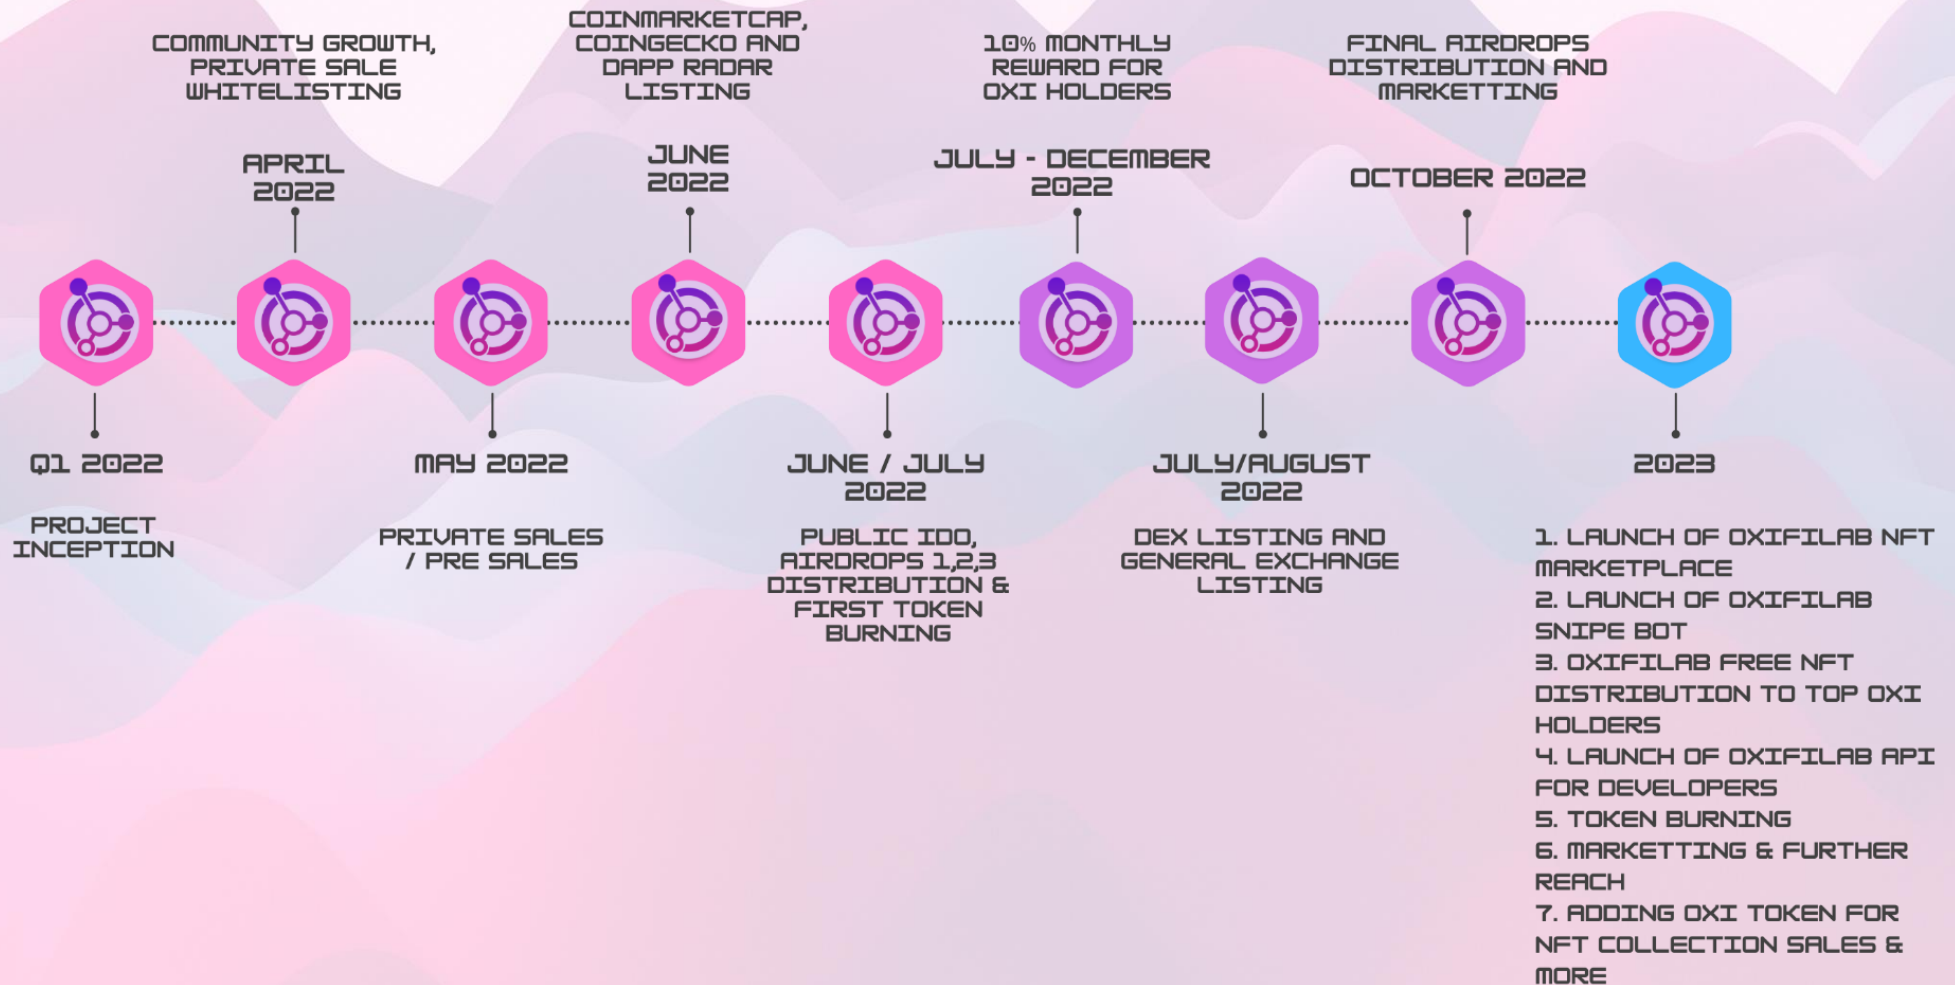 COMMUNITY GROWTH,
PRIVATE SALE
WHITELISTING
APRIL
2022
COINMARKETCAP,
COINGECKO AND
DAPP RADAR
LISTING
JUNE
2022
10% MONTHLY
REWARD FOR
OXI HOLDERS
JULY - DECEMBER
2022
FINAL AIRDROPS
DISTRIBUTION AND
MARKETTING
OCTOBER 2022
Q1 2022
PROJECT
INCEPTION
MAY 2022
PRIVATE SALES
/ PRE SALES
JUNE / JULY
2022
PUBLIC IDO,
AIRDROPS 1,2,3
DISTRIBUTION &
FIRST TOKEN
BURNING
JULY/AUGUST
2022
DEX LISTING AND
GENERAL EXCHANGE
LISTING
2023
1. LAUNCH OF OXIFILAB NFT
MARKETPLACE
2. LAUNCH OF OXIFILAB
SNIPE BOT
3. OXIFILAB FREE NFT
DISTRIBUTION TO TOP OXI
HOLDERS
4. LAUNCH OF OXIFILAB API
FOR DEVELOPERS
5. TOKEN BURNING
6. MARKETTING & FURTHER
REACH
7. ADDING OXI TOKEN FOR
NFT COLLECTION SALES &
MORE